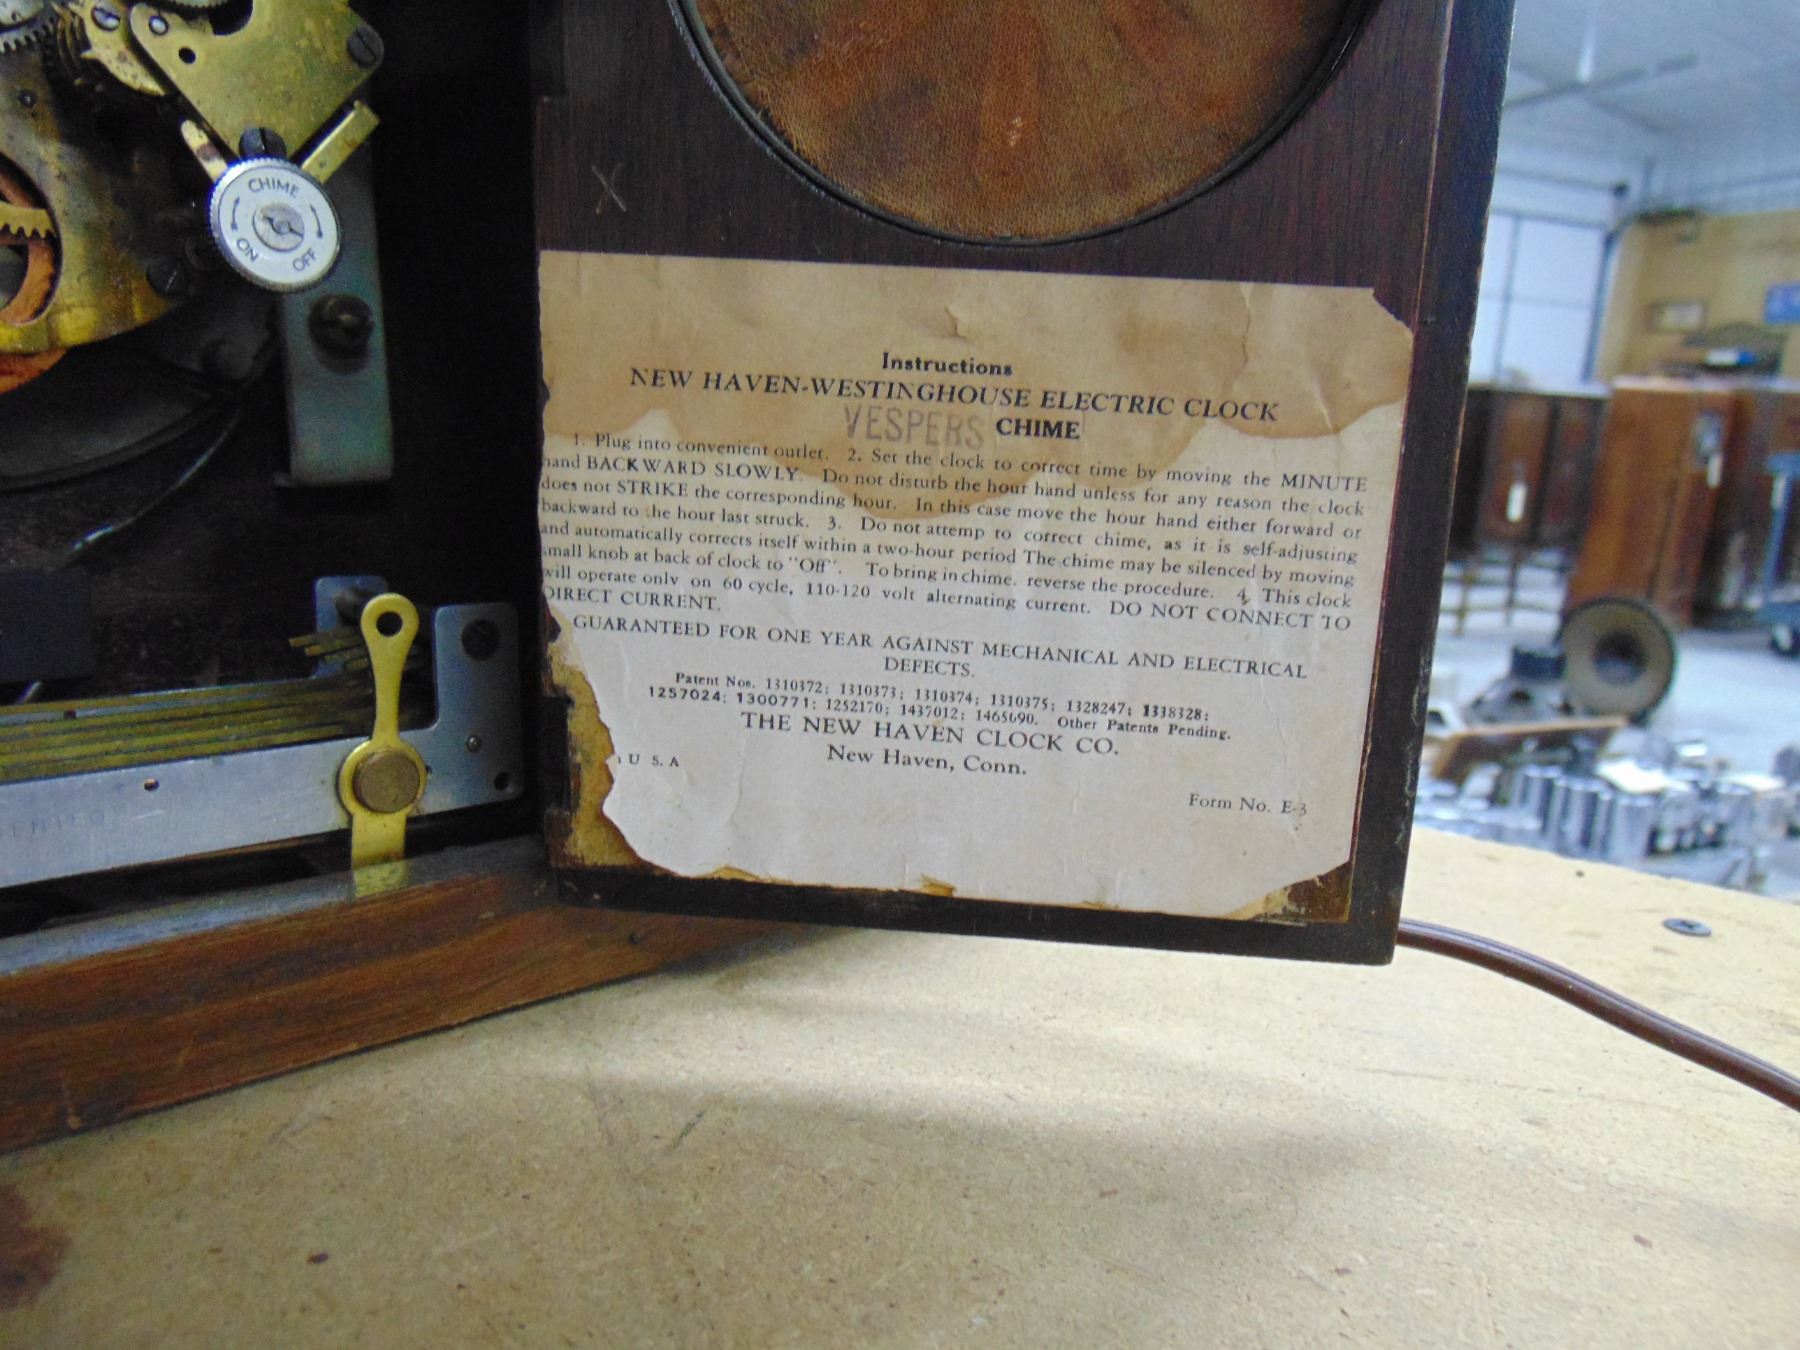 CHIME
ON OFF
Instructions
NEW HAVEN-WESTINGHOUSE ELECTRIC CLOCK
VESPERS CHIME
1. Plug into convenient outlet. 2. Set the clock to correct time by moving the MINUTE
hand BACKWARD SLOWLY. Do not disturb the hour hand unless for any reason the clock
does not STRIKE the corresponding hour. In this case move the hour hand either forward or
backward to the hour last struck. 3. Do not attemp to correct chime, as it is self-adjusting
and automatically corrects itself within a two-hour period The chime may be silenced by moving
small knob at back of clock to "Off". To bring in chime, reverse the procedure. 4. This clock
will operate only on 60 cycle, 110-120 volt alternating current. DO NOT CONNECT TO
DIRECT CURRENT.
GUARANTEED FOR ONE YEAR AGAINST MECHANICAL AND ELECTRICAL
DEFECTS.
Patent Nos. 1310372; 1310373; 1310374; 1310375; 1328247; 1338328;
1257024; 1300771; 1252170; 1437012; 1465690. Other Patents Pending.
THE NEW HAVEN CLOCK CO.
U S. A New Haven, Conn.
Form No. E-3